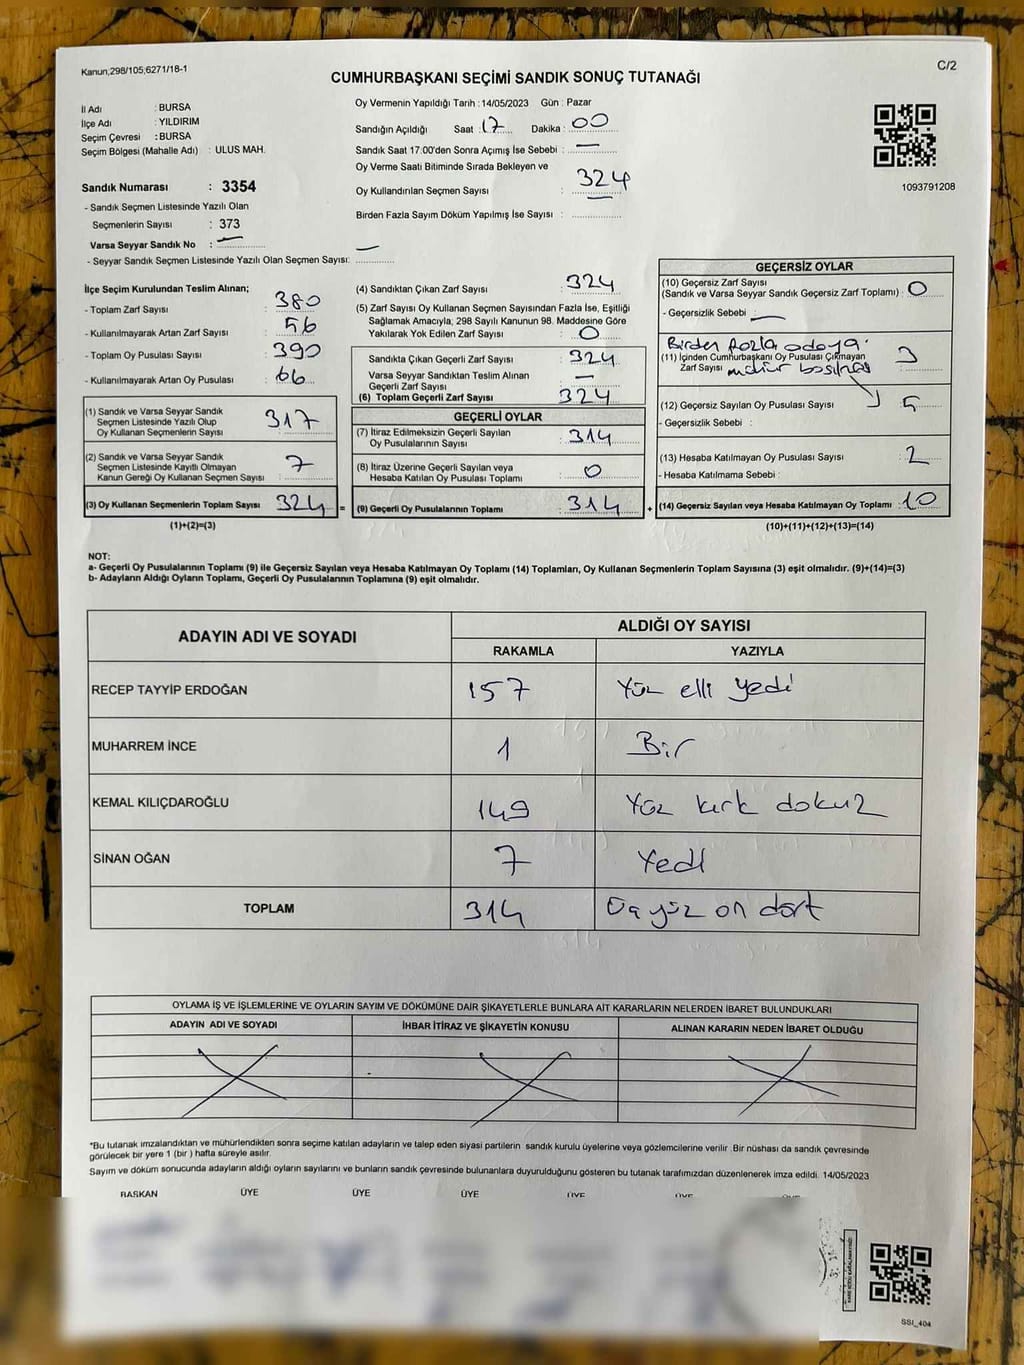 Kanun;298/105;6271/18-1
C/2
CUMHURBAŞKANI SEÇİMİ SANDIK SONUÇ TUTANAĞI
İl Adı : BURSA
İlçe Adı : YILDIRIM
Seçim Çevresi : BURSA
Seçim Bölgesi (Mahalle Adı) : ULUS MAH.
Sandık Numarası : 3354
- Sandık Seçmen Listesinde Yazılı Olan
Seçmenlerin Sayısı : 373
Varsa Seyyar Sandık No : —
- Seyyar Sandık Seçmen Listesinde Yazılı Olan Seçmen Sayısı: —
Oy Vermenin Yapıldığı Tarih : 14/05/2023 Gün : Pazar
Sandığın Açıldığı Saat : 17 Dakika : 00
Sandık Saat 17.00'den Sonra Açımış İse Sebebi : —
Oy Verme Saati Bitiminde Sırada Bekleyen ve
Oy Kullandırılan Seçmen Sayısı : 324
Birden Fazla Sayım Döküm Yapılmış İse Sayısı :
1093791208
İlçe Seçim Kurulundan Teslim Alınan;
- Toplam Zarf Sayısı : 380
- Kullanılmayarak Artan Zarf Sayısı : 56
- Toplam Oy Pusulası Sayısı : 390
- Kullanılmayarak Artan Oy Pusulası : 66
(1) Sandık ve Varsa Seyyar Sandık
Seçmen Listesinde Yazılı Olup
Oy Kullanan Seçmenlerin Sayısı : 317
(2) Sandık ve Varsa Seyyar Sandık
Seçmen Listesinde Kayıtlı Olmayan
Kanun Gereği Oy Kullanan Seçmen Sayısı : 7
(3) Oy Kullanan Seçmenlerin Toplam Sayısı : 324 =
(1)+(2)=(3)
(4) Sandıktan Çıkan Zarf Sayısı : 324
(5) Zarf Sayısı Oy Kullanan Seçmen Sayısından Fazla İse, Eşitliği
Sağlamak Amacıyla; 298 Sayılı Kanunun 98. Maddesine Göre
Yakılarak Yok Edilen Zarf Sayısı : 0
Sandıkta Çıkan Geçerli Zarf Sayısı : 324
Varsa Seyyar Sandıktan Teslim Alınan
Geçerli Zarf Sayısı : —
(6) Toplam Geçerli Zarf Sayısı : 324
GEÇERLİ OYLAR
(7) İtiraz Edilmeksizin Geçerli Sayılan
Oy Pusulalarının Sayısı : 314
(8) İtiraz Üzerine Geçerli Sayılan veya
Hesaba Katılan Oy Pusulası Toplamı : 0
(9) Geçerli Oy Pusulalarının Toplamı : 314 +
GEÇERSİZ OYLAR
(10) Geçersiz Zarf Sayısı
(Sandık ve Varsa Seyyar Sandık Geçersiz Zarf Toplamı) : 0
- Geçersizlik Sebebi : —
Birden fazla adaya
(11) İçinden Cumhurbaşkanı Oy Pusulası Çıkmayan
Zarf Sayısı : 3
mühür basılması
(12) Geçersiz Sayılan Oy Pusulası Sayısı : 5
- Geçersizlik Sebebi :
(13) Hesaba Katılmayan Oy Pusulası Sayısı : 2
- Hesaba Katılmama Sebebi :
(14) Geçersiz Sayılan veya Hesaba Katılmayan Oy Toplamı : 10
(10)+(11)+(12)+(13)=(14)
NOT:
a- Geçerli Oy Pusulalarının Toplamı (9) ile Geçersiz Sayılan veya Hesaba Katılmayan Oy Toplamı (14) Toplamları, Oy Kullanan Seçmenlerin Toplam Sayısına (3) eşit olmalıdır. (9)+(14)=(3)
b- Adayların Aldığı Oyların Toplamı, Geçerli Oy Pusulalarının Toplamına (9) eşit olmalıdır.
ADAYIN ADI VE SOYADI
ALDIĞI OY SAYISI
RAKAMLA YAZIYLA
RECEP TAYYİP ERDOĞAN 157 Yüz elli yedi
MUHARREM İNCE 1 Bir
KEMAL KILIÇDAROĞLU 149 Yüz kırk dokuz
SİNAN OĞAN 7 Yedi
TOPLAM 314 Üç yüz on dört
OYLAMA İŞ VE İŞLEMLERİNE VE OYLARIN SAYIM VE DÖKÜMÜNE DAİR ŞİKAYETLERLE BUNLARA AİT KARARLARIN NELERDEN İBARET BULUNDUKLARI
ADAYIN ADI VE SOYADI İHBAR İTİRAZ VE ŞİKAYETİN KONUSU ALINAN KARARIN NEDEN İBARET OLDUĞU
*Bu tutanak imzalandıktan ve mühürlendikten sonra seçime katılan adayların ve talep eden siyasi partilerin sandık kurulu üyelerine veya gözlemcilerine verilir. Bir nüshası da sandık çevresinde
görülecek bir yere 1 (bir ) hafta süreyle asılır.
Sayım ve döküm sonucunda adayların aldığı oyların sayılarını ve bunların sandık çevresinde bulunanlara duyurulduğunu gösteren bu tutanak tarafımızdan düzenlenerek imza edildi. 14/05/2023
BAŞKAN ÜYE ÜYE ÜYE ÜYE ÜYE ÜYE
SSI_404